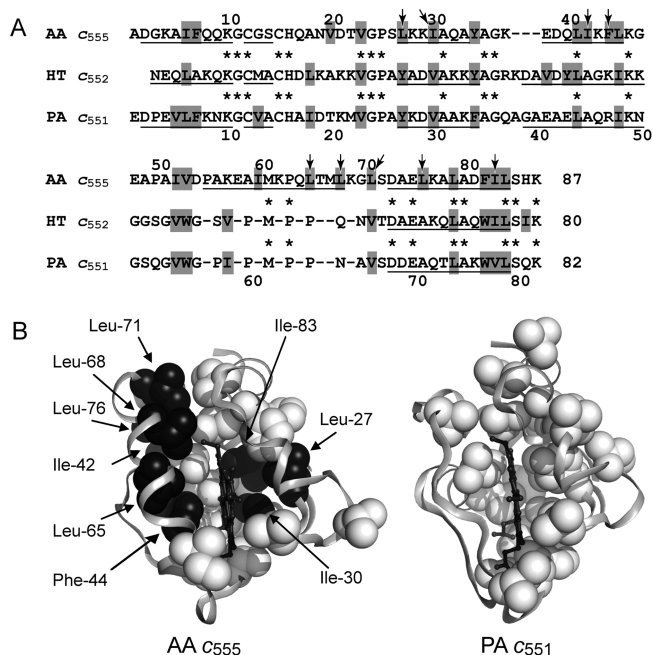 A
10 20 30 40
AA c555 ADGKAIFQQKGCGSCHQANVDTVGPSLKKIAQAYAGK---EDQLIKFLKG
*** ** *** * ** * *
HT c552 NEQLAKQKGCMACHDLKAKKVGPAYADVAKKYAGRKDAVDYLAGKIKK
*** ** *** * ** * *
PA c551 EDPEVLFKNKGCVACHAIDTKMVGPAYKDVAAKFAGQAGAEAELAQRIKN
10 20 30 40 50
50 60 70 80
AA c555 EAPAIVDPAKEAIMKPQLTMLKGLSDAELKALADFILSHK 87
* * * * ** ** *
HT c552 GGSGVWG-SV-P-M-P-P--Q-NVTDAEAKQLAQWILSIK 80
* * * * ** ** *
PA c551 GSQGVWG-PI-P-M-P-P--N-AVSDEEAQTLAKWVLSQK 82
60 70 80
B
Leu-71
Ile-83
Leu-68
Leu-76
Leu-27
Ile-42
Leu-65
Phe-44
Ile-30
AA c555
PA c551